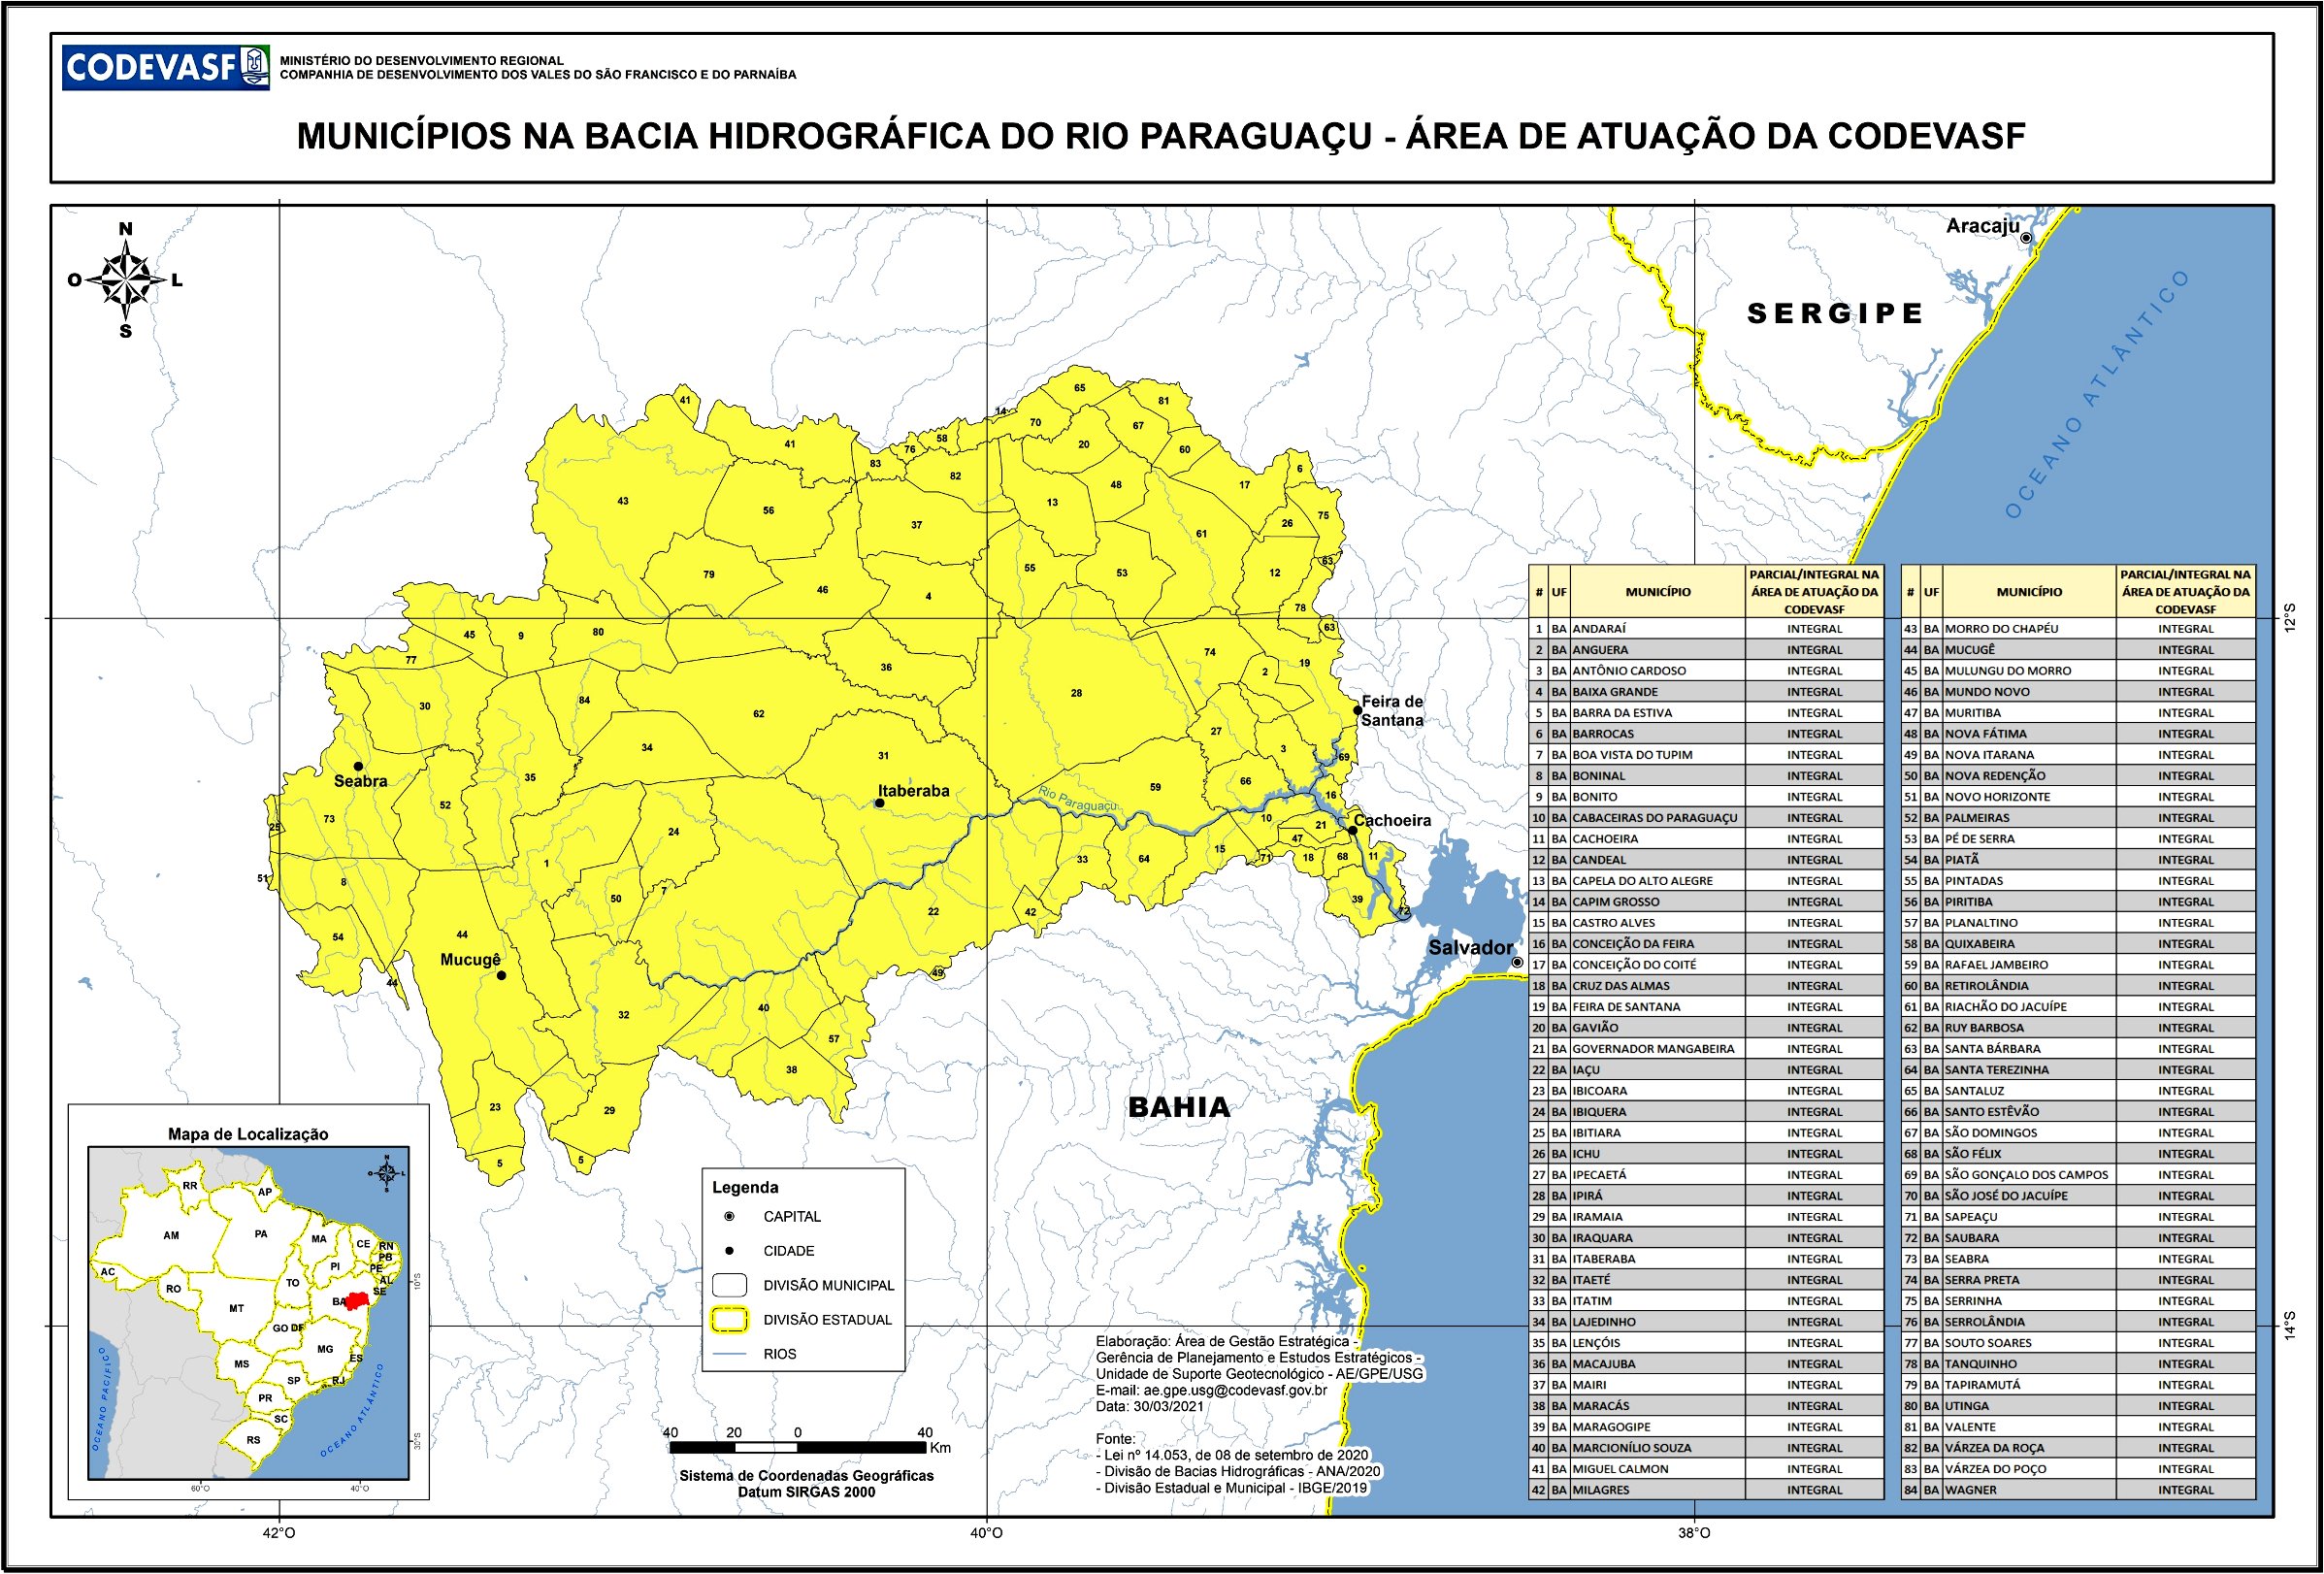 CODEVASF
MINISTÉRIO DO DESENVOLVIMENTO REGIONAL
COMPANHIA DE DESENVOLVIMENTO DOS VALES DO SÃO FRANCISCO E DO PARNAÍBA
MUNICÍPIOS NA BACIA HIDROGRÁFICA DO RIO PARAGUAÇU - ÁREA DE ATUAÇÃO DA CODEVASF
N
O L
S
Aracaju
SERGIPE
OCEANO ATLÂNTICO
65
41
81
14
70
67
41
58
20
76
60
83
6
82
17
48
43
13
56
75
37
26
61
63
55
79
53
12
46
4
78
63
80
45
9
74
77
19
36
2
28
84
30
62
Feira de
Santana
27
34
3
31
69
Seabra
35
66
59
Itaberaba
16
52
Rio Paraguaçu
73
10
Cachoeira
25
21
24
47
15
33
64
71
18
68
11
1
51
8
7
50
39
22
42
72
44
54
Salvador
Mucugê
49
44
40
32
57
38
BAHIA
23
29
5
5
12°S
14°S
42°O
40°O
38°O
Mapa de Localização
N
O L
S
RR
AP
AM
PA
MA
CE
RN
PB
PI
PE
AC
AL
TO
SE
RO
BA
MT
GO DF
MG
MS
ES
SP
RJ
PR
SC
RS
OCEANO PACÍFICO
OCEANO ATLÂNTICO
10°S
30°S
60°O
40°O
Legenda
CAPITAL
CIDADE
DIVISÃO MUNICIPAL
DIVISÃO ESTADUAL
RIOS
40 20 0 40
Km
Sistema de Coordenadas Geográficas
Datum SIRGAS 2000
Elaboração: Área de Gestão Estratégica -
Gerência de Planejamento e Estudos Estratégicos -
Unidade de Suporte Geotecnológico - AE/GPE/USG
E-mail: ae.gpe.usg@codevasf.gov.br
Data: 30/03/2021
Fonte:
- Lei nº 14.053, de 08 de setembro de 2020
- Divisão de Bacias Hidrográficas - ANA/2020
- Divisão Estadual e Municipal - IBGE/2019
# UF MUNICÍPIO PARCIAL/INTEGRAL NA ÁREA DE ATUAÇÃO DA CODEVASF
1 BA ANDARAÍ INTEGRAL
2 BA ANGUERA INTEGRAL
3 BA ANTÔNIO CARDOSO INTEGRAL
4 BA BAIXA GRANDE INTEGRAL
5 BA BARRA DA ESTIVA INTEGRAL
6 BA BARROCAS INTEGRAL
7 BA BOA VISTA DO TUPIM INTEGRAL
8 BA BONINAL INTEGRAL
9 BA BONITO INTEGRAL
10 BA CABACEIRAS DO PARAGUAÇU INTEGRAL
11 BA CACHOEIRA INTEGRAL
12 BA CANDEAL INTEGRAL
13 BA CAPELA DO ALTO ALEGRE INTEGRAL
14 BA CAPIM GROSSO INTEGRAL
15 BA CASTRO ALVES INTEGRAL
16 BA CONCEIÇÃO DA FEIRA INTEGRAL
17 BA CONCEIÇÃO DO COITÉ INTEGRAL
18 BA CRUZ DAS ALMAS INTEGRAL
19 BA FEIRA DE SANTANA INTEGRAL
20 BA GAVIÃO INTEGRAL
21 BA GOVERNADOR MANGABEIRA INTEGRAL
22 BA IAÇU INTEGRAL
23 BA IBICOARA INTEGRAL
24 BA IBIQUERA INTEGRAL
25 BA IBITIARA INTEGRAL
26 BA ICHU INTEGRAL
27 BA IPECAETÁ INTEGRAL
28 BA IPIRÁ INTEGRAL
29 BA IRAMAIA INTEGRAL
30 BA IRAQUARA INTEGRAL
31 BA ITABERABA INTEGRAL
32 BA ITAETÉ INTEGRAL
33 BA ITATIM INTEGRAL
34 BA LAJEDINHO INTEGRAL
35 BA LENÇÓIS INTEGRAL
36 BA MACAJUBA INTEGRAL
37 BA MAIRI INTEGRAL
38 BA MARACÁS INTEGRAL
39 BA MARAGOGIPE INTEGRAL
40 BA MARCIONÍLIO SOUZA INTEGRAL
41 BA MIGUEL CALMON INTEGRAL
42 BA MILAGRES INTEGRAL
# UF MUNICÍPIO PARCIAL/INTEGRAL NA ÁREA DE ATUAÇÃO DA CODEVASF
43 BA MORRO DO CHAPÉU INTEGRAL
44 BA MUCUGÊ INTEGRAL
45 BA MULUNGU DO MORRO INTEGRAL
46 BA MUNDO NOVO INTEGRAL
47 BA MURITIBA INTEGRAL
48 BA NOVA FÁTIMA INTEGRAL
49 BA NOVA ITARANA INTEGRAL
50 BA NOVA REDENÇÃO INTEGRAL
51 BA NOVO HORIZONTE INTEGRAL
52 BA PALMEIRAS INTEGRAL
53 BA PÉ DE SERRA INTEGRAL
54 BA PIATÃ INTEGRAL
55 BA PINTADAS INTEGRAL
56 BA PIRITIBA INTEGRAL
57 BA PLANALTINO INTEGRAL
58 BA QUIXABEIRA INTEGRAL
59 BA RAFAEL JAMBEIRO INTEGRAL
60 BA RETIROLÂNDIA INTEGRAL
61 BA RIACHÃO DO JACUÍPE INTEGRAL
62 BA RUY BARBOSA INTEGRAL
63 BA SANTA BÁRBARA INTEGRAL
64 BA SANTA TEREZINHA INTEGRAL
65 BA SANTALUZ INTEGRAL
66 BA SANTO ESTÊVÃO INTEGRAL
67 BA SÃO DOMINGOS INTEGRAL
68 BA SÃO FÉLIX INTEGRAL
69 BA SÃO GONÇALO DOS CAMPOS INTEGRAL
70 BA SÃO JOSÉ DO JACUÍPE INTEGRAL
71 BA SAPEAÇU INTEGRAL
72 BA SAUBARA INTEGRAL
73 BA SEABRA INTEGRAL
74 BA SERRA PRETA INTEGRAL
75 BA SERRINHA INTEGRAL
76 BA SERROLÂNDIA INTEGRAL
77 BA SOUTO SOARES INTEGRAL
78 BA TANQUINHO INTEGRAL
79 BA TAPIRAMUTÁ INTEGRAL
80 BA UTINGA INTEGRAL
81 BA VALENTE INTEGRAL
82 BA VÁRZEA DA ROÇA INTEGRAL
83 BA VÁRZEA DO POÇO INTEGRAL
84 BA WAGNER INTEGRAL